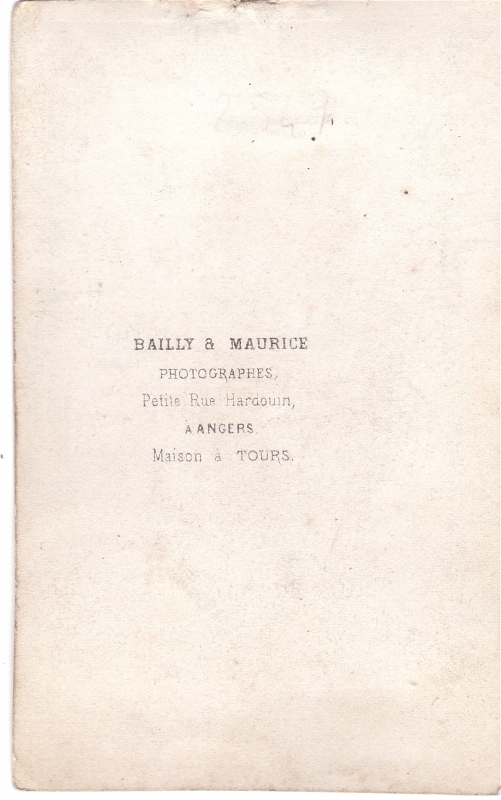 BAILLY & MAURICE
PHOTOGRAPHES,
Petite Rue Hardouin,
À ANGERS.
Maison à TOURS.